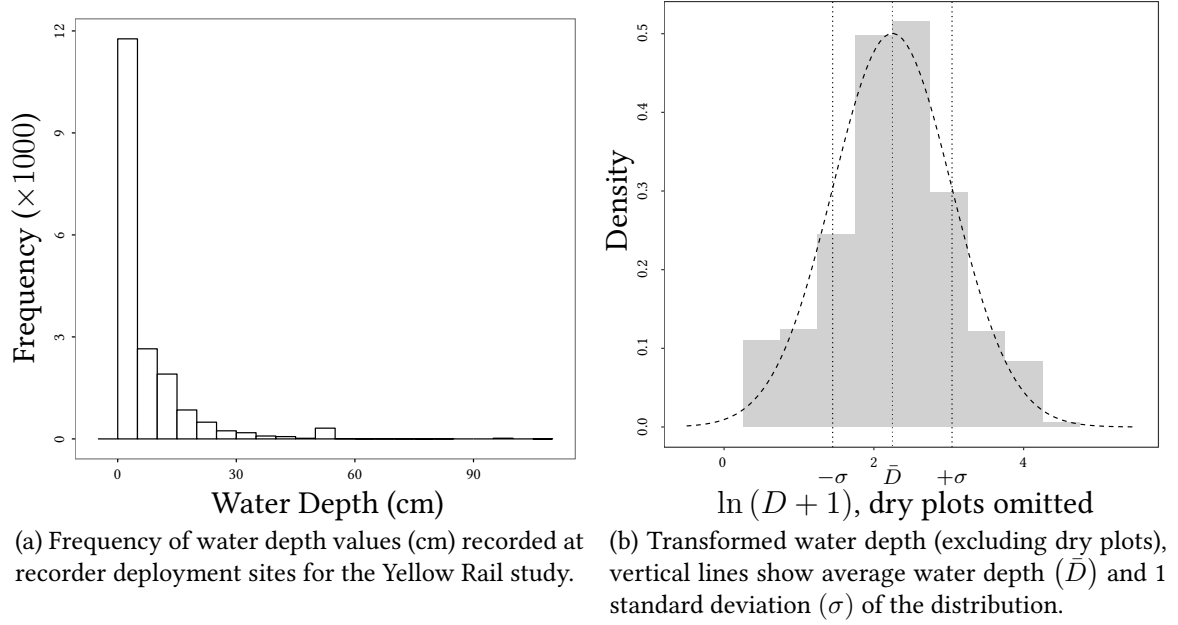 12
9
6
3
0
Frequency (×1000)
0 30 60 90
Water Depth (cm)
(a) Frequency of water depth values (cm) recorded at
recorder deployment sites for the Yellow Rail study.
0.5
0.4
0.3
0.2
0.1
0.0
Density
0 2 4
−σ D̄ +σ
ln (D + 1), dry plots omitted
(b) Transformed water depth (excluding dry plots),
vertical lines show average water depth (D̄) and 1
standard deviation (σ) of the distribution.